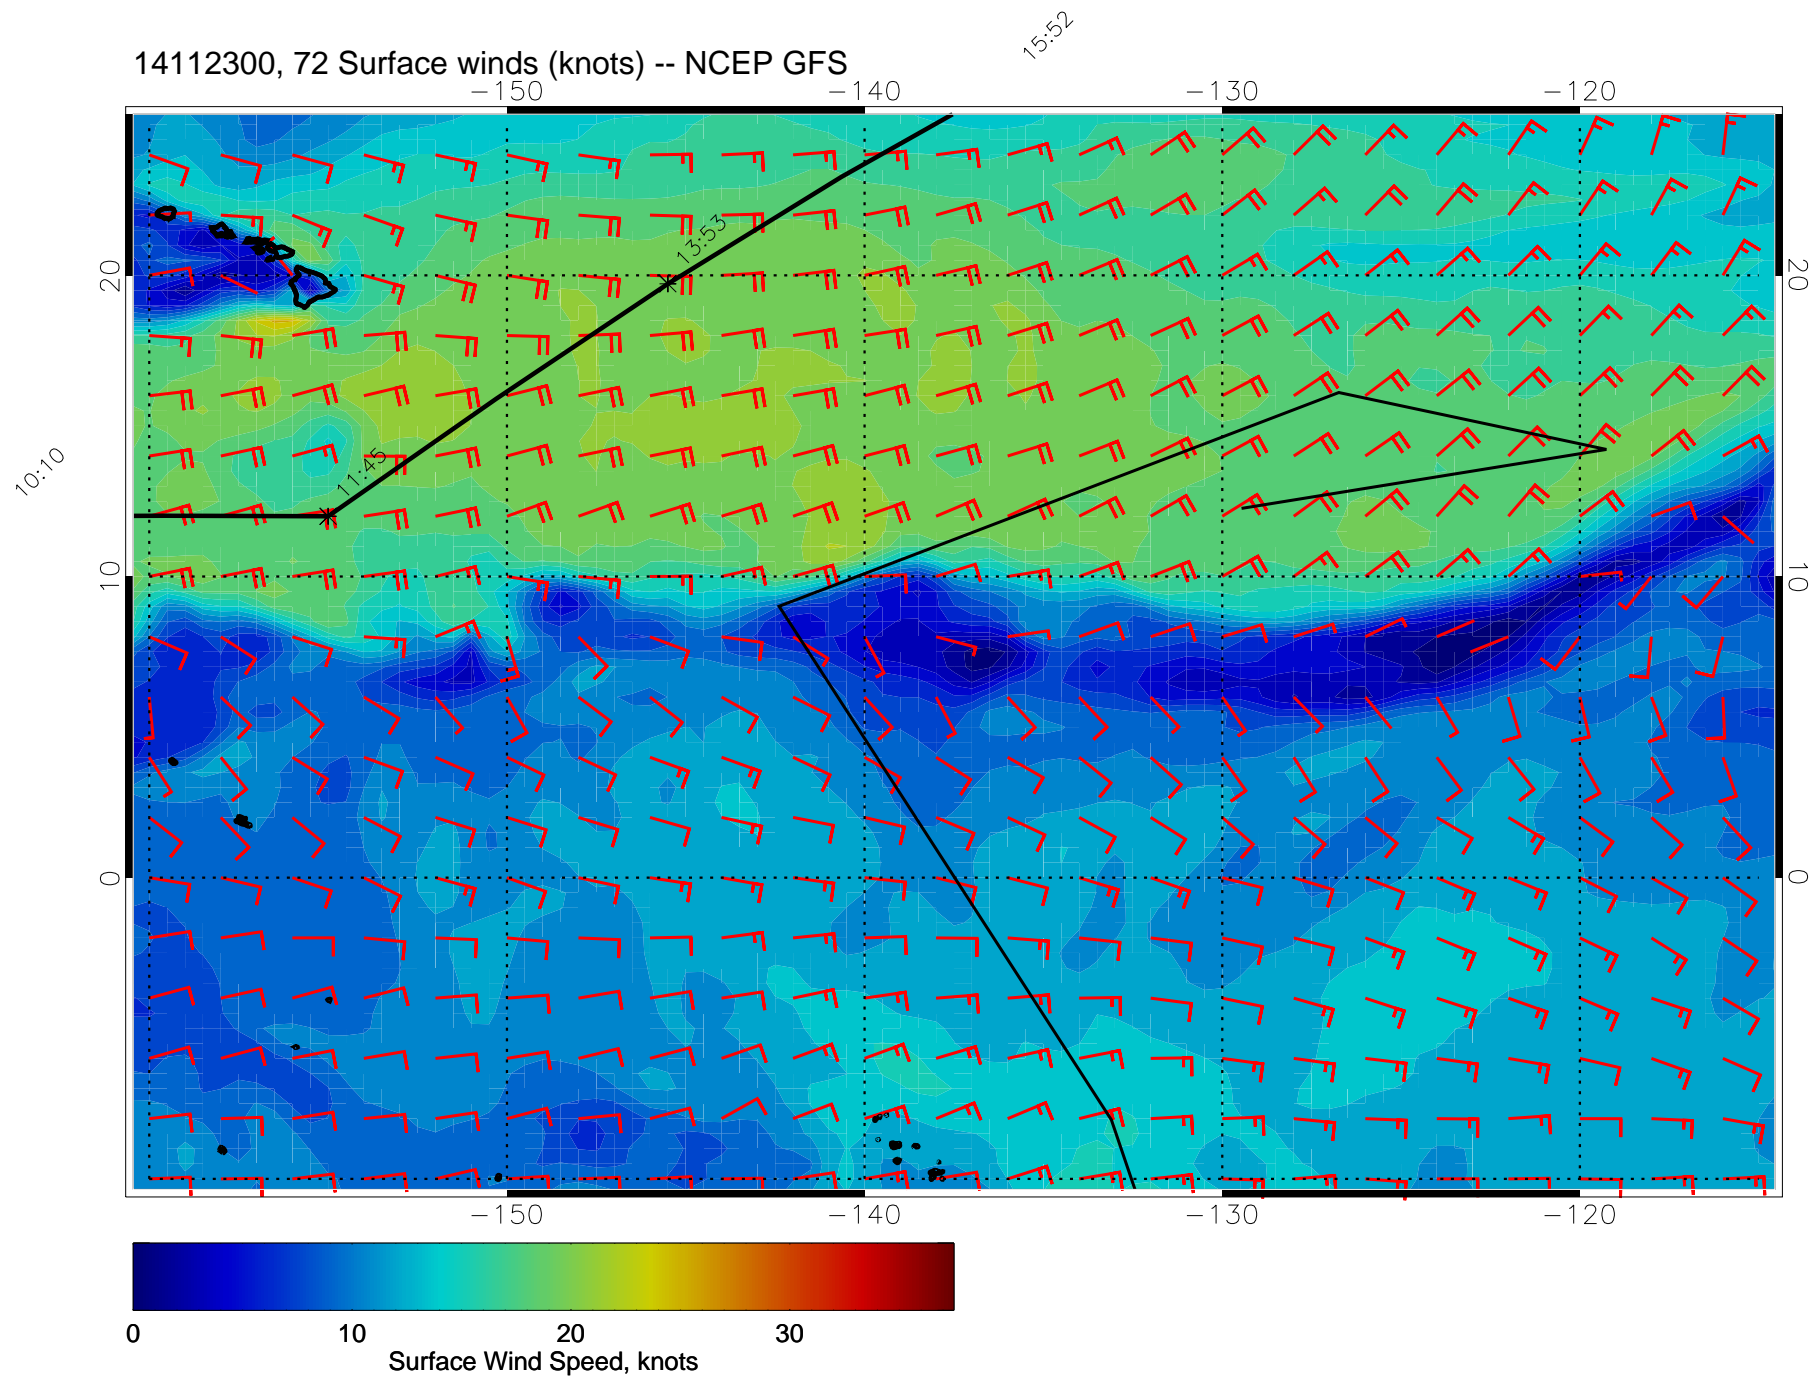 15:52
14112300, 72 Surface winds (knots) -- NCEP GFS
-150 -140 -130 -120
13:53
20 20
11:45
10:10
10 10
0 0
-150 -140 -130 -120
0 10 20 30
Surface Wind Speed, knots